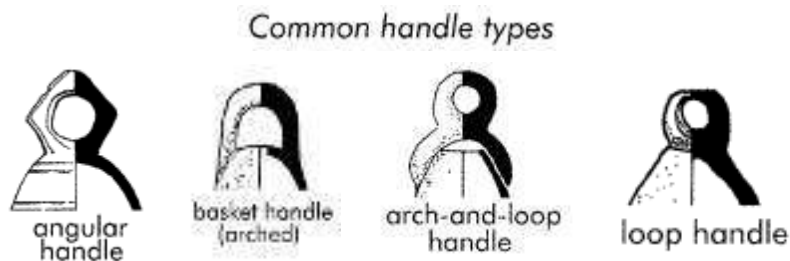 Common handle types
angular
handle
basket handle
(arched)
arch-and-loop
handle
loop handle